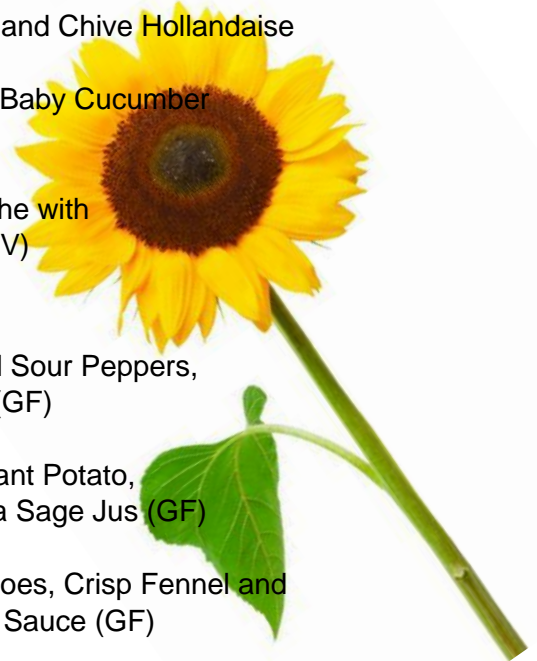 and Chive Hollandaise
Baby Cucumber
he with
V)
Sour Peppers,
GF)
ant Potato,
a Sage Jus (GF)
oes, Crisp Fennel and
Sauce (GF)